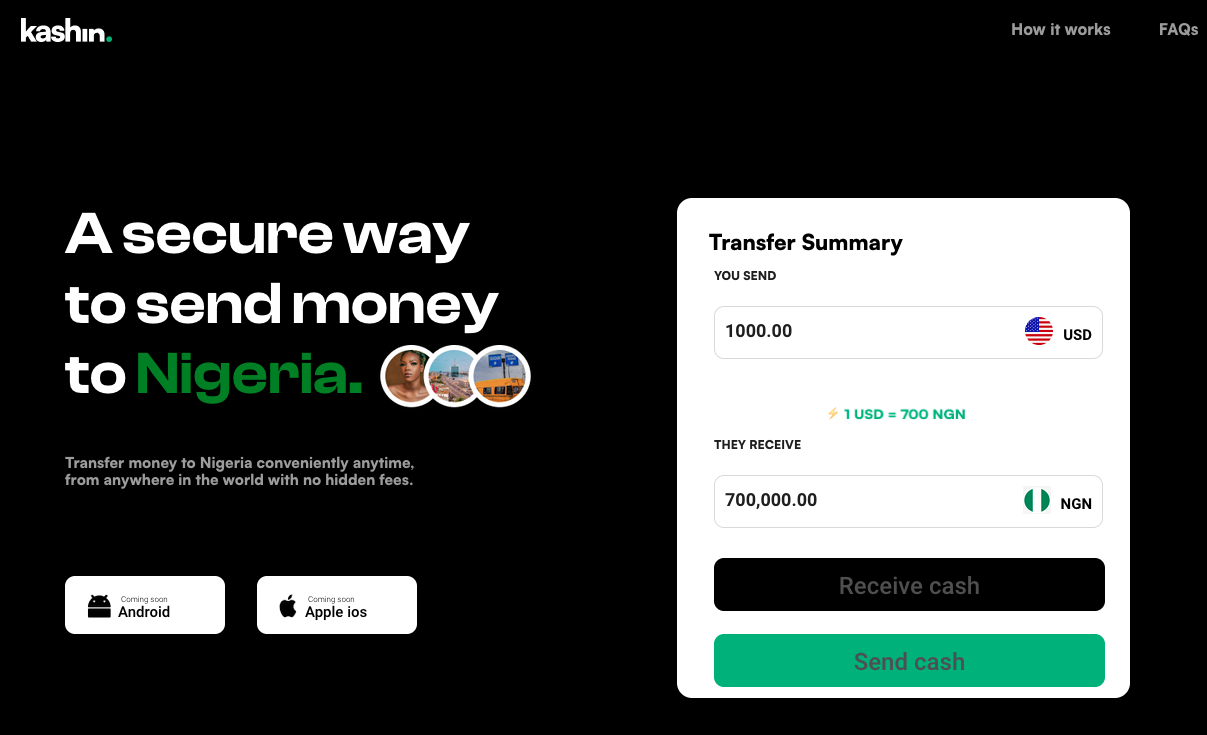 kashin.
How it works
FAQs
A secure way
to send money
to Nigeria.
Transfer money to Nigeria conveniently anytime,
from anywhere in the world with no hidden fees.
Coming soon
Android
Coming soon
Apple ios
Transfer Summary
YOU SEND
1000.00
USD
⚡ 1 USD = 700 NGN
THEY RECEIVE
700,000.00
NGN
Receive cash
Send cash